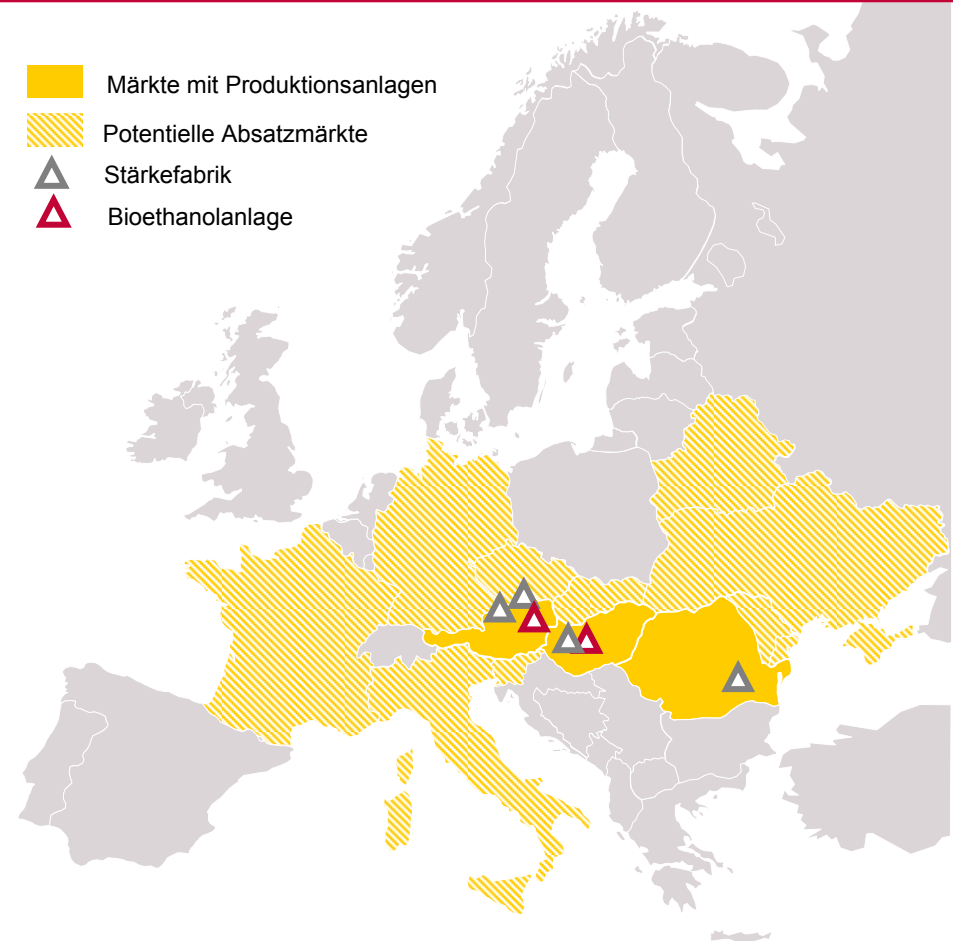 Märkte mit Produktionsanlagen
Potentielle Absatzmärkte
Stärkefabrik
Bioethanolanlage